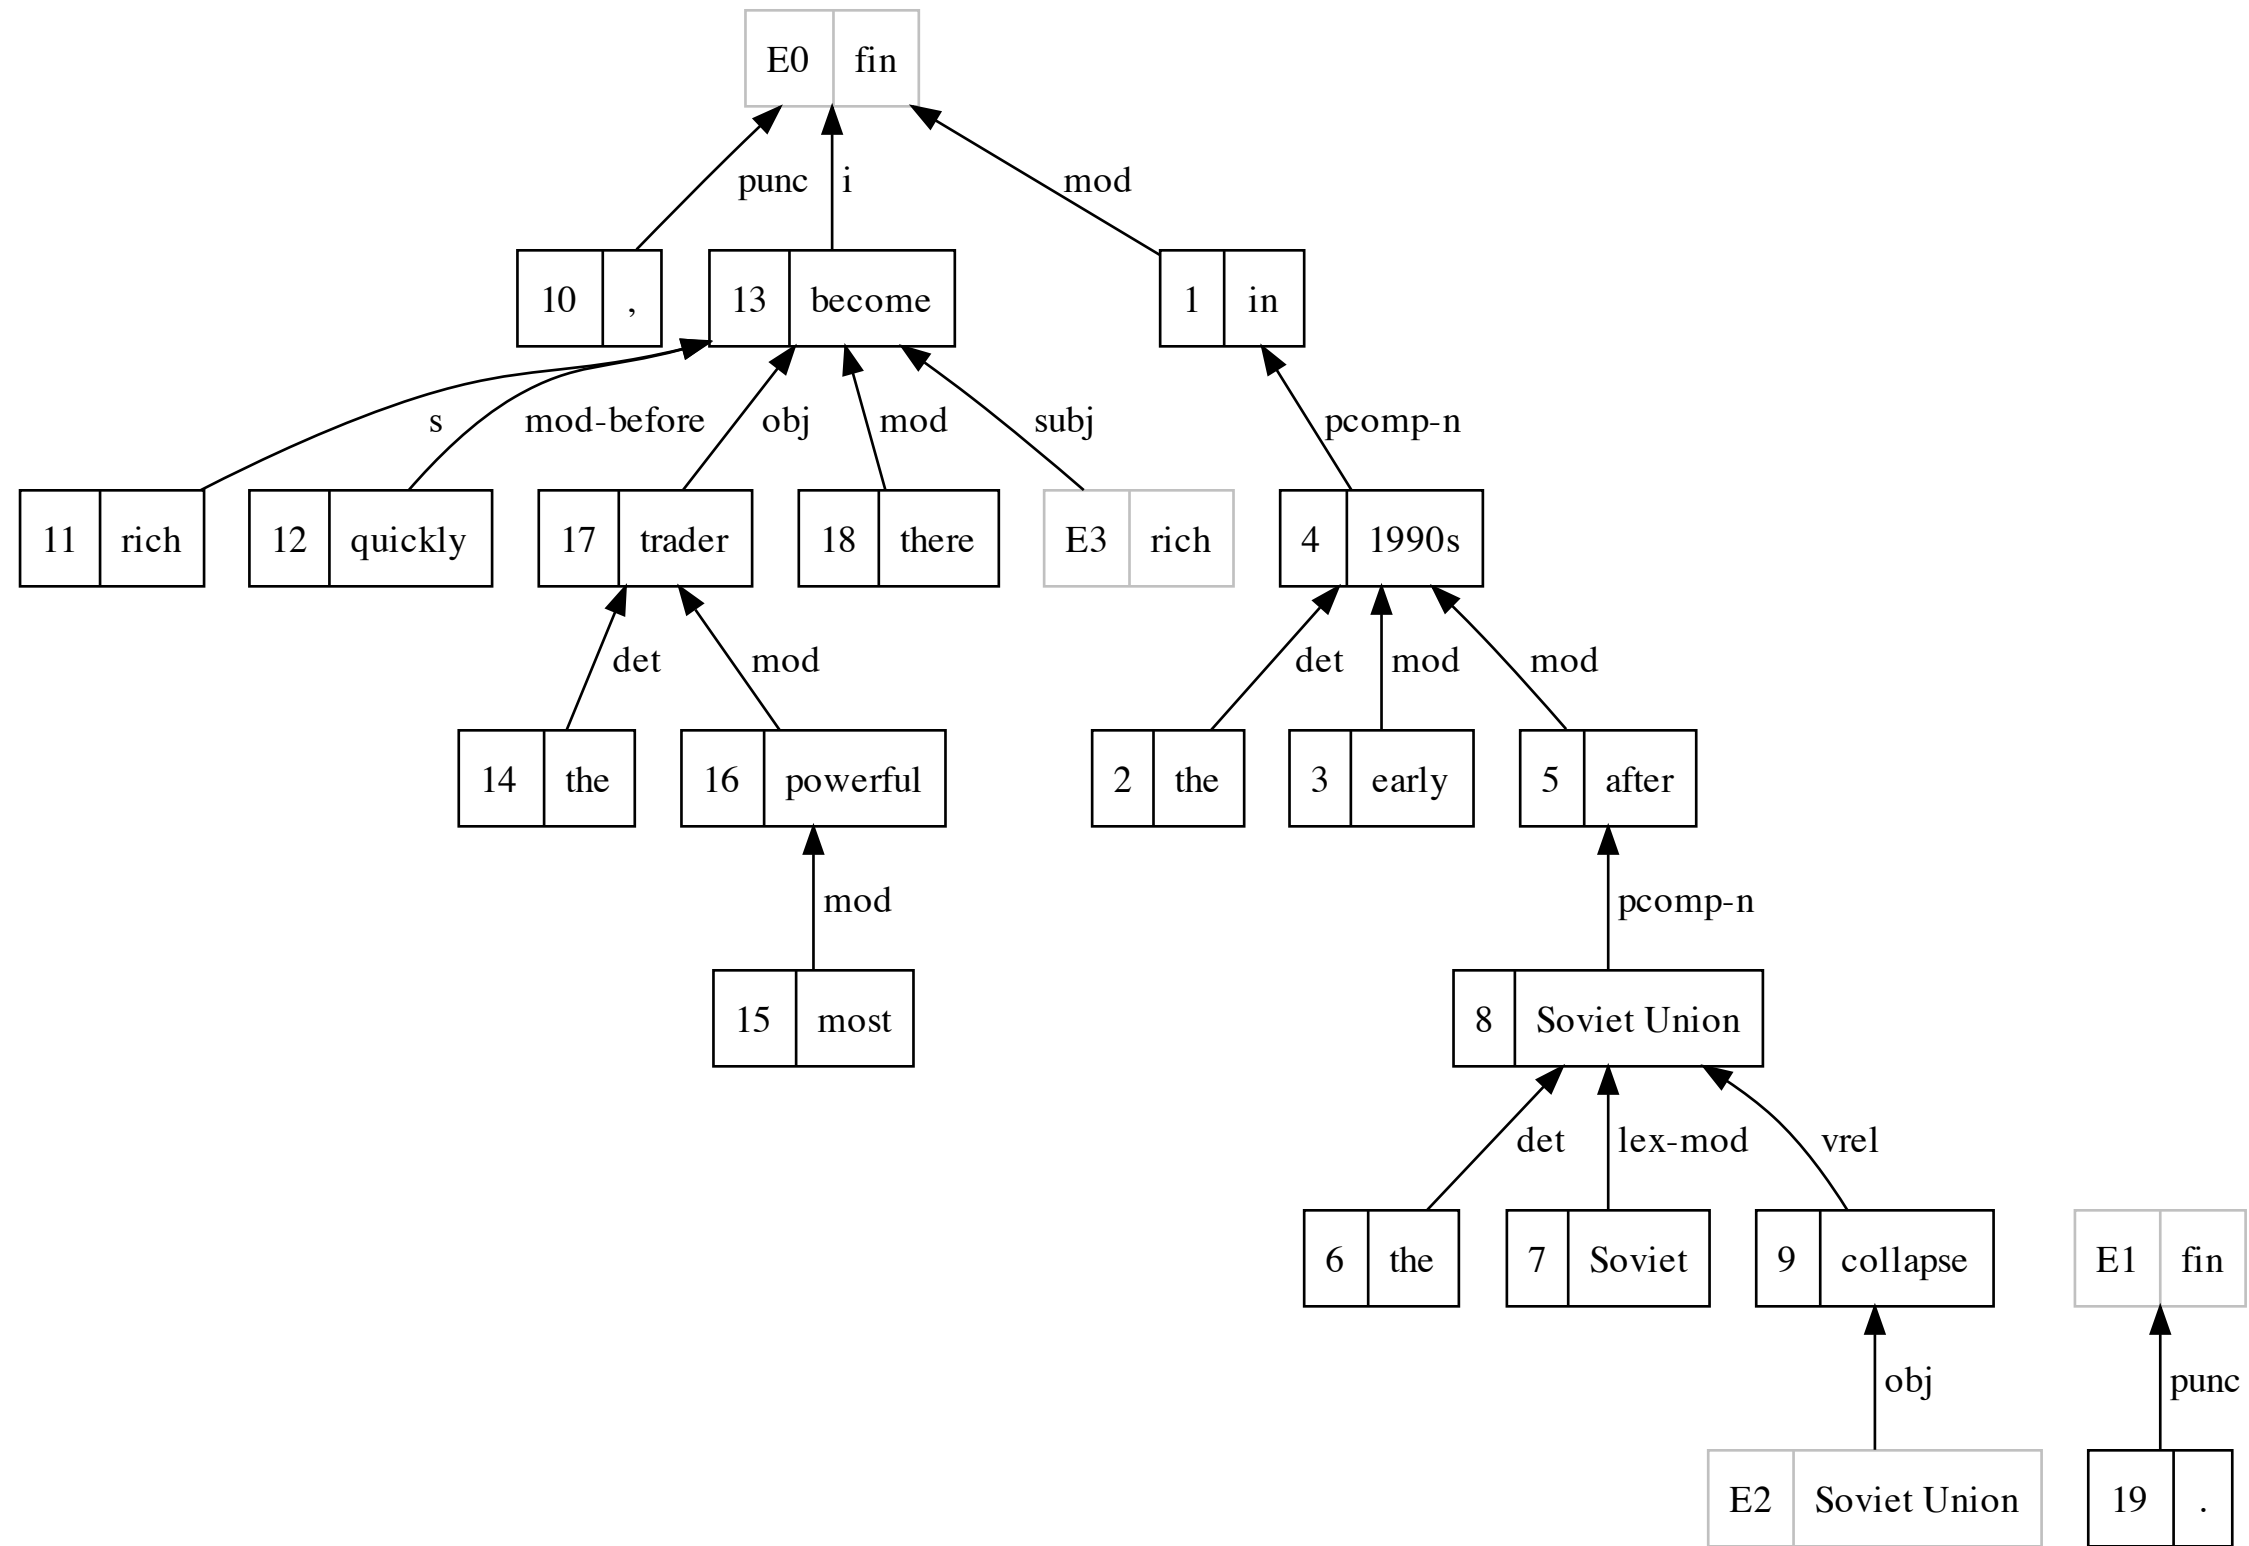 E0 fin
punc i mod
10 , 13 become 1 in
s mod-before obj mod subj pcomp-n
11 rich 12 quickly 17 trader 18 there E3 rich 4 1990s
det mod det mod mod
14 the 16 powerful 2 the 3 early 5 after
mod pcomp-n
15 most 8 Soviet Union
det lex-mod vrel
6 the 7 Soviet 9 collapse E1 fin
obj punc
E2 Soviet Union 19 .